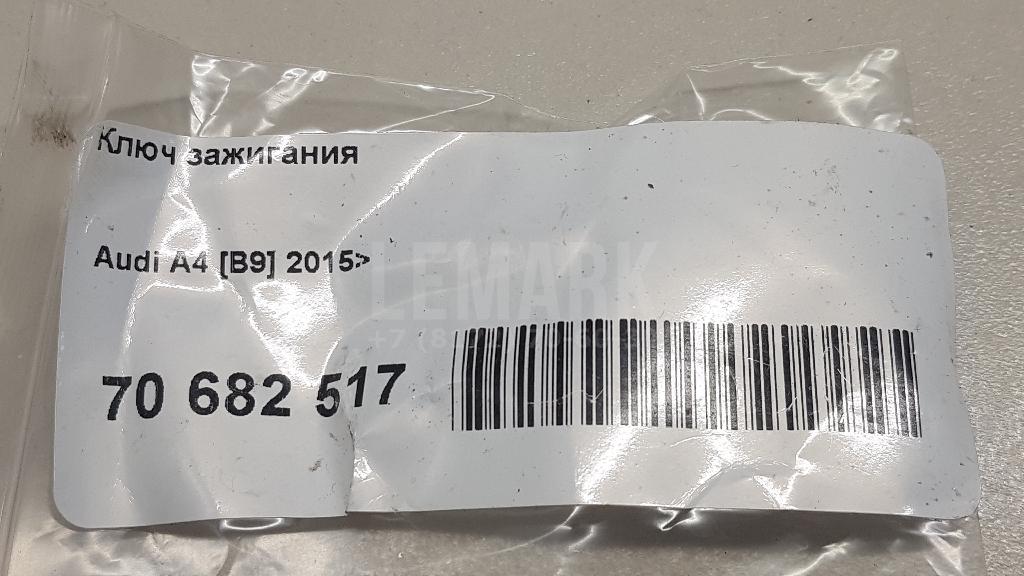 Ключ зажигания
Audi A4 [B9] 2015>
LEMARK
70 682 517